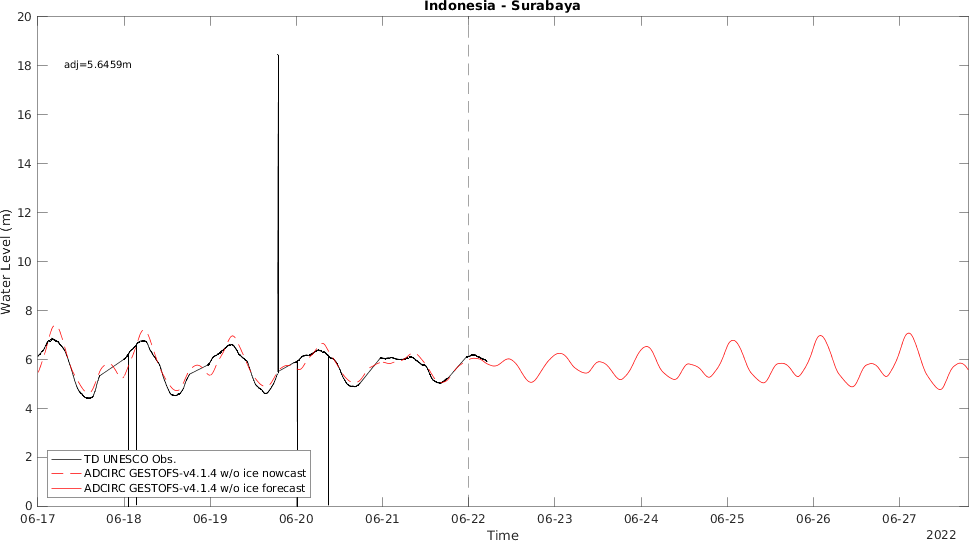 Indonesia - Surabaya
20
18
16
14
12
10
8
6
4
2
0
Water Level (m)
adj=5.6459m
TD UNESCO Obs.
ADCIRC GESTOFS-v4.1.4 w/o ice nowcast
ADCIRC GESTOFS-v4.1.4 w/o ice forecast
06-17 06-18 06-19 06-20 06-21 06-22 06-23 06-24 06-25 06-26 06-27
Time
2022